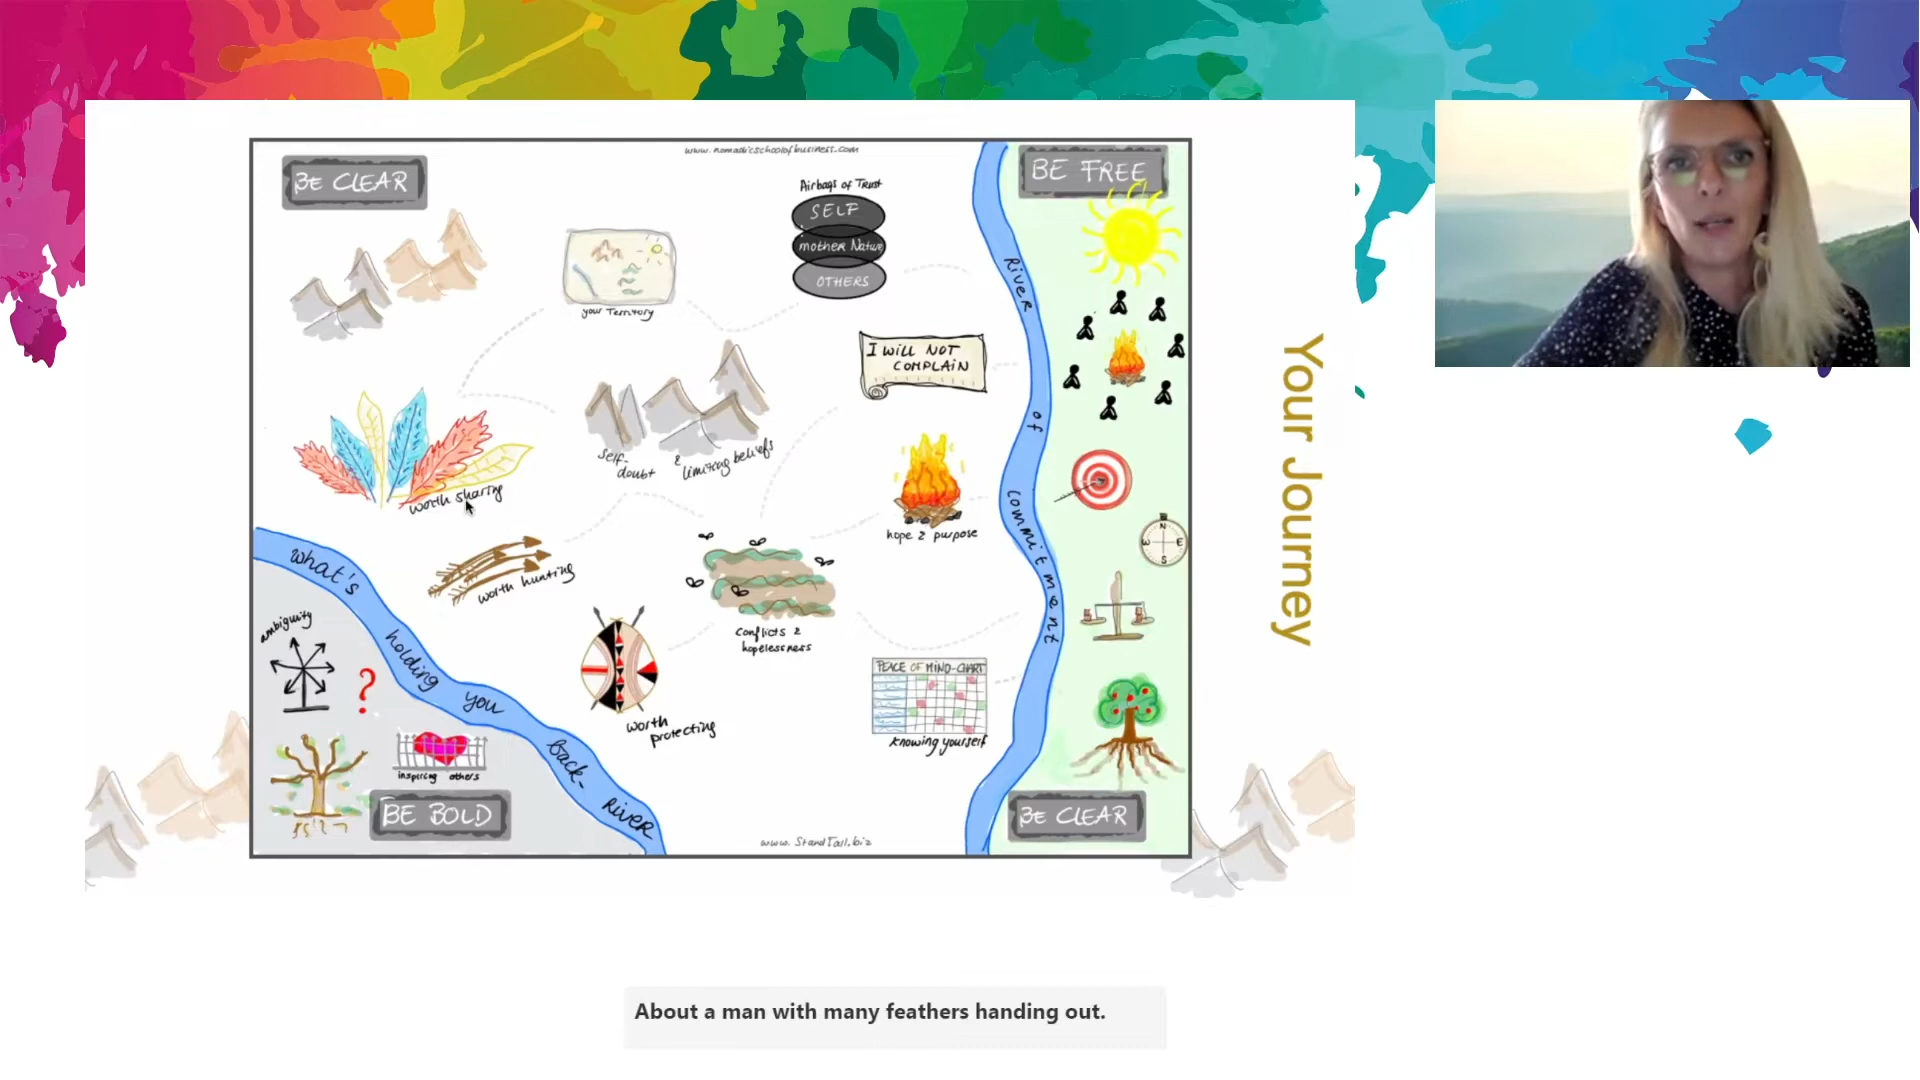 www.nomadicschoolofbusiness.com
BE CLEAR
BE FREE
Airbags of Trust
SELF
mother Nature
OTHERS
your Territory
I WILL NOT
COMPLAIN
River of commitment
self-
doubt
& limiting beliefs
worth sharing
hope & purpose
N
W E
S
What's holding you back-River
worth hunting
ambiguity
?
Conflicts &
hopelessness
worth
protecting
PEACE OF MIND-CHART
knowing yourself
inspiring others
BE BOLD
BE CLEAR
www.StandTall.biz
Your Journey
About a man with many feathers handing out.